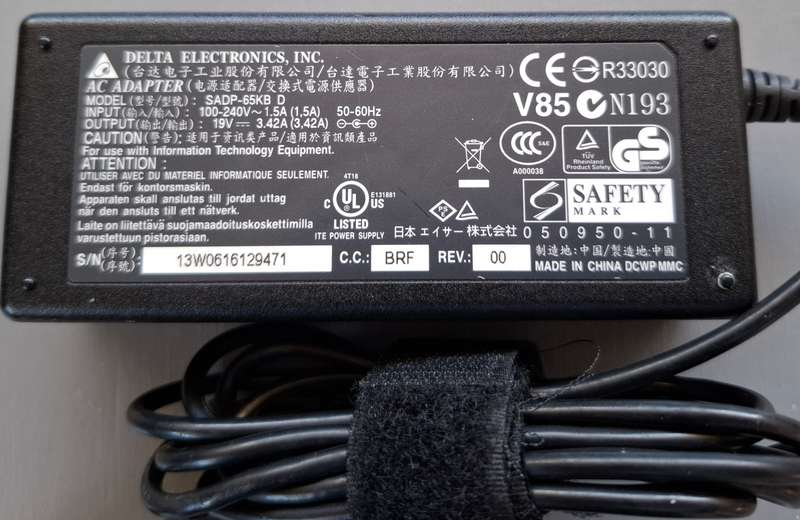 DELTA ELECTRONICS, INC.
(台达电子工业股份有限公司/台達電子工業股份有限公司)
AC ADAPTER (电源适配器/交換式電源供應器)
MODEL (型号/型號): SADP-65KB D
INPUT(输入/輸入): 100-240V~1.5A (1,5A) 50-60Hz
OUTPUT(输出/輸出): 19V⎓3.42A (3,42A)
CAUTION(警告): 适用于资讯类产品/適用於資訊類產品
For use with Information Technology Equipment.
ATTENTION :
UTILISER AVEC DU MATERIEL INFORMATIQUE SEULEMENT.
Endast för kontorsmaskin.
Apparaten skall anslutas till jordat uttag
när den ansluts till ett nätverk.
Laite on liitettävä suojamaadoituskoskettimilla
varustettuun pistorasiaan.
4T16
C UL US
E131881
LISTED
ITE POWER SUPPLY
CE R33030
V85 N193
CCC S&E
A000038
TÜV
Rheinland
Product Safety
GS
PSE
SAFETY
MARK
日本 エイサー 株式会社 050950-11
S/N(序号/序號): 13W0616129471 C.C.: BRF REV.: 00
制造地:中国/製造地:中國
MADE IN CHINA DCWP MMC